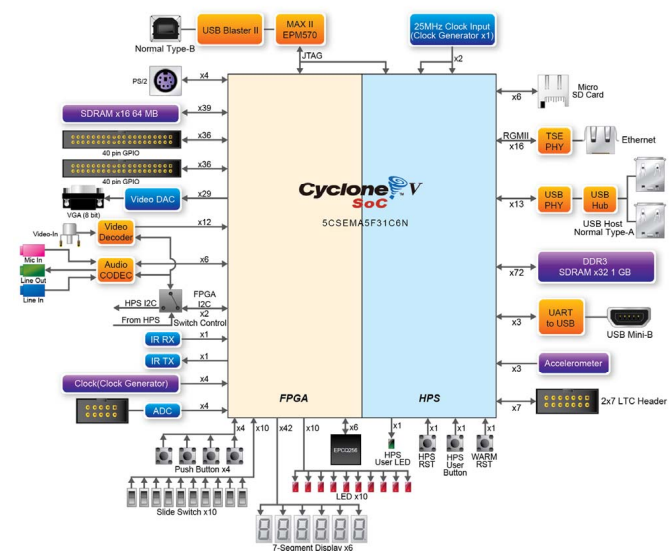 Normal Type-B
USB Blaster II
MAX II
EPM570
JTAG
25MHz Clock Input
(Clock Generator x1)
x2
PS/2
x4
SDRAM x16 64 MB
x39
x36
40 pin GPIO
x36
40 pin GPIO
VGA (8 bit)
Video DAC
x29
Video-In
Video
Decoder
x12
Mic In
Line Out
Line In
Audio
CODEC
x6
HPS I2C
FPGA
I2C
x2
From HPS
Switch Control
IR RX
x1
IR TX
x1
Clock(Clock Generator)
x4
ADC
x4
Cyclone V
SoC
5CSEMA5F31C6N
FPGA
HPS
x6
Micro
SD Card
RGMII
x16
TSE
PHY
Ethernet
x13
USB
PHY
USB
Hub
USB Host
Normal Type-A
x72
DDR3
SDRAM x32 1 GB
x3
UART
to USB
USB Mini-B
x3
Accelerometer
x7
2x7 LTC Header
x4
x10
x42
x10
x6
x1
x1
x1
x1
Push Button x4
EPCQ256
HPS
User LED
HPS
RST
HPS
User
Button
WARM
RST
Slide Switch x10
LED x10
7-Segment Display x6